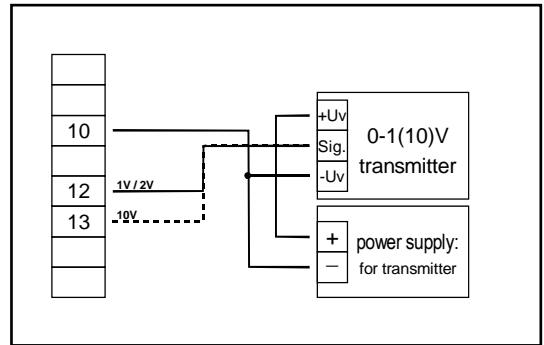 10
12
13
1V / 2V
10V
+Uv
Sig.
-Uv
0-1(10)V
transmitter
+
−
power supply:
for transmitter